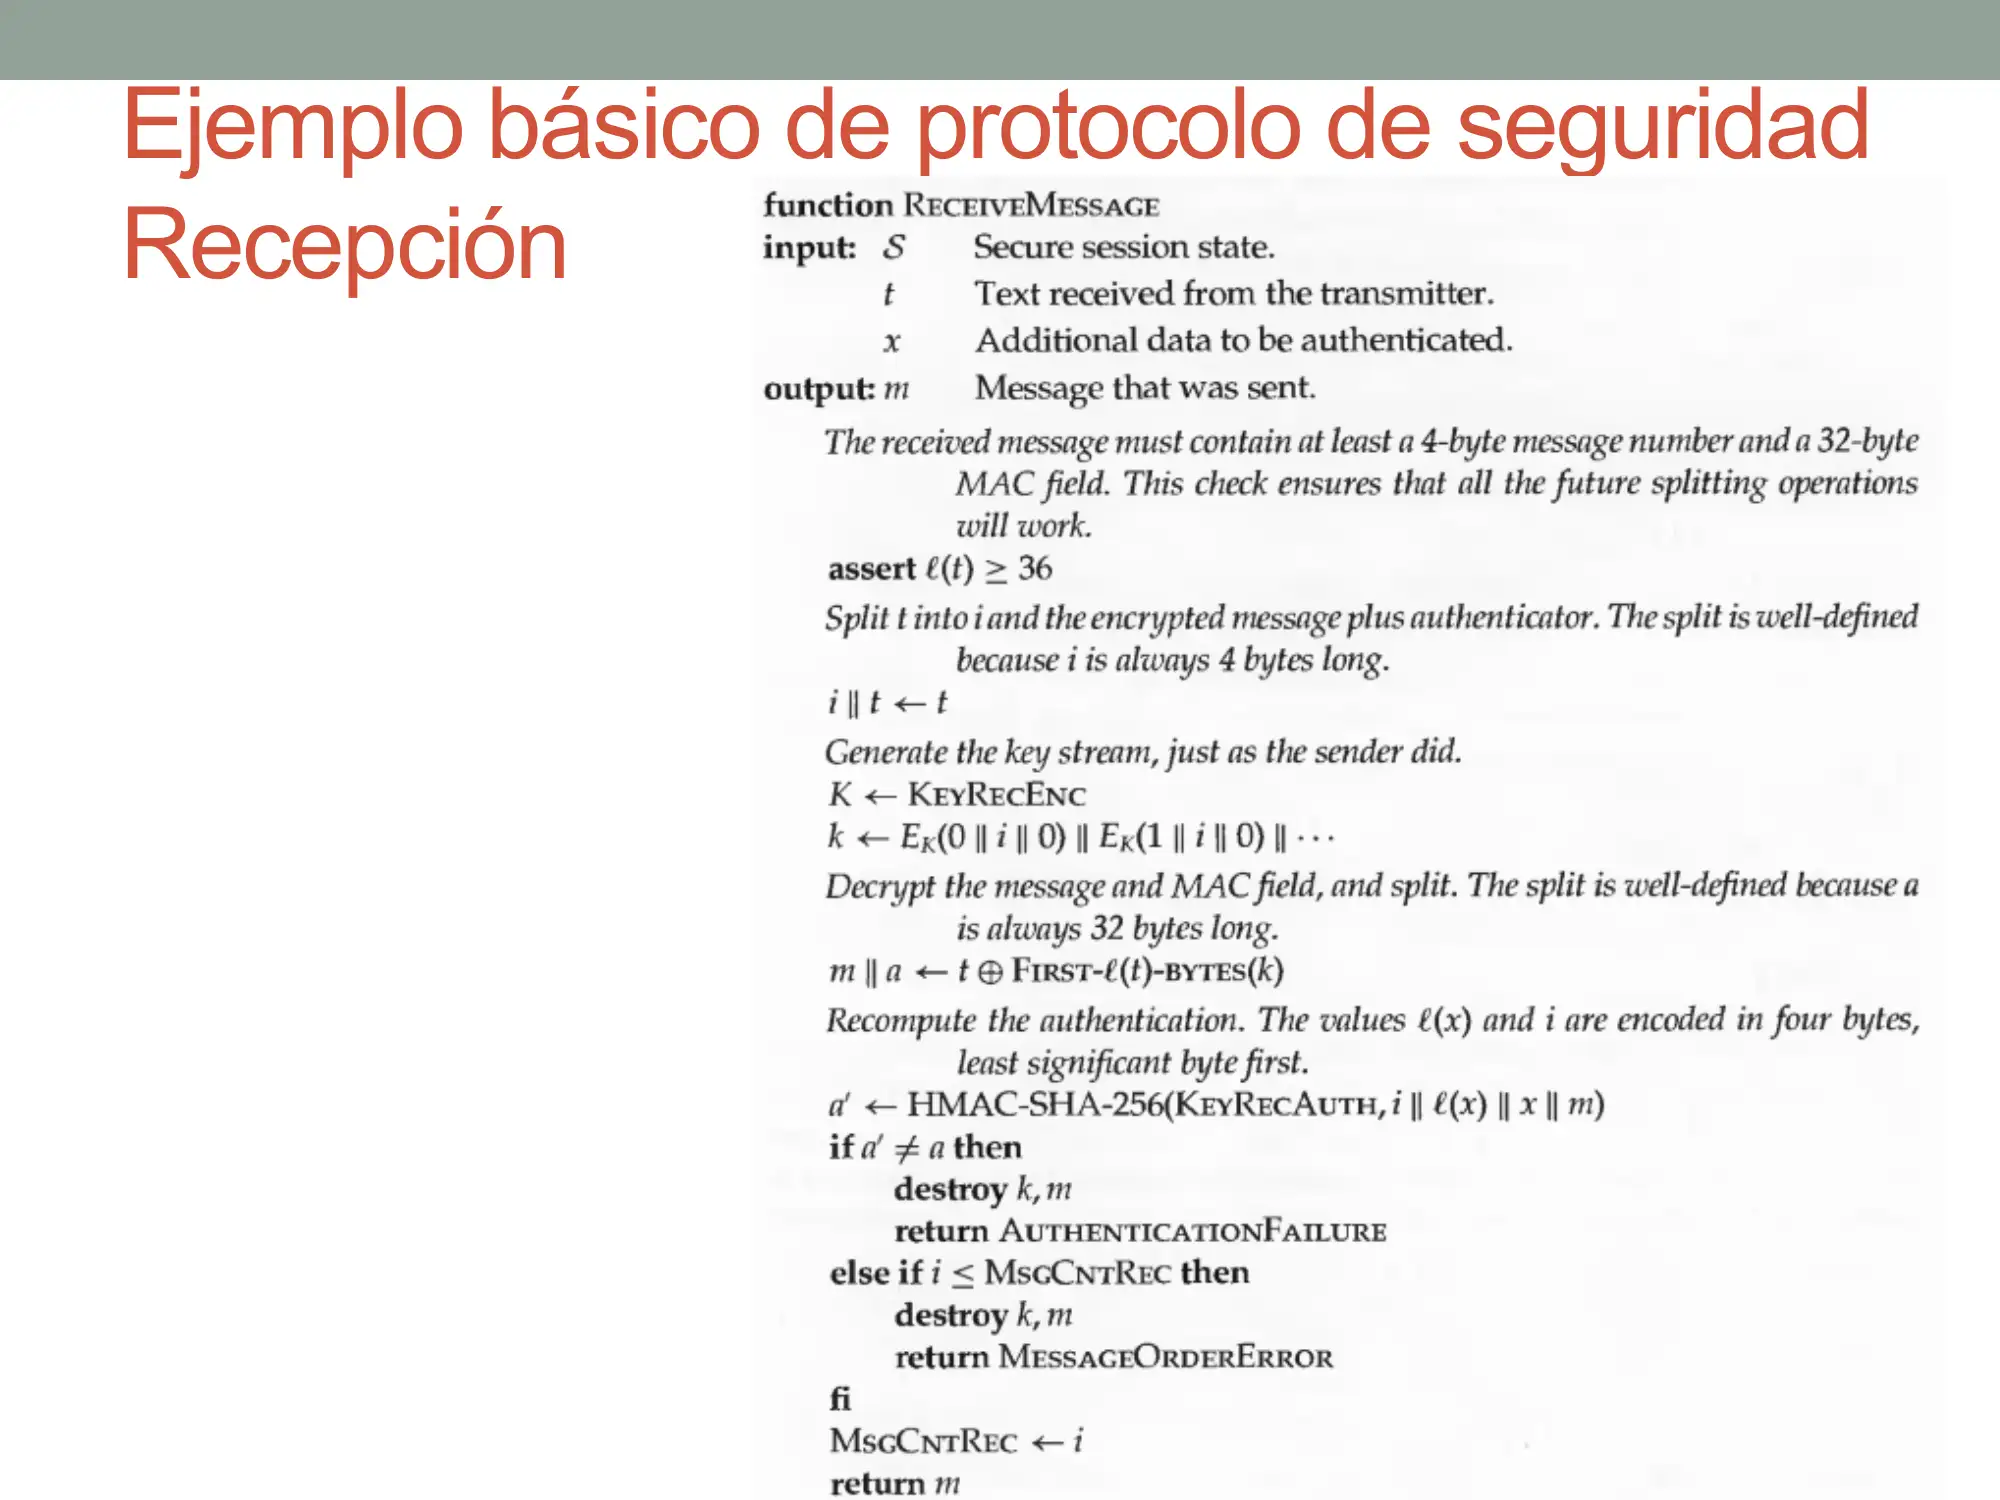 Ejemplo básico de protocolo de seguridad
Recepción
function RECEIVEMESSAGE
input: S Secure session state.
t Text received from the transmitter.
x Additional data to be authenticated.
output: m Message that was sent.
The received message must contain at least a 4-byte message number and a 32-byte
MAC field. This check ensures that all the future splitting operations
will work.
assert ℓ(t) ≥ 36
Split t into i and the encrypted message plus authenticator. The split is well-defined
because i is always 4 bytes long.
i ∥ t ← t
Generate the key stream, just as the sender did.
K ← KEYRECENC
k ← E_K(0 ∥ i ∥ 0) ∥ E_K(1 ∥ i ∥ 0) ∥ ···
Decrypt the message and MAC field, and split. The split is well-defined because a
is always 32 bytes long.
m ∥ a ← t ⊕ FIRST-ℓ(t)-BYTES(k)
Recompute the authentication. The values ℓ(x) and i are encoded in four bytes,
least significant byte first.
a′ ← HMAC-SHA-256(KEYRECAUTH, i ∥ ℓ(x) ∥ x ∥ m)
if a′ ≠ a then
destroy k, m
return AUTHENTICATIONFAILURE
else if i ≤ MSGCNTREC then
destroy k, m
return MESSAGEORDERERROR
fi
MSGCNTREC ← i
return m